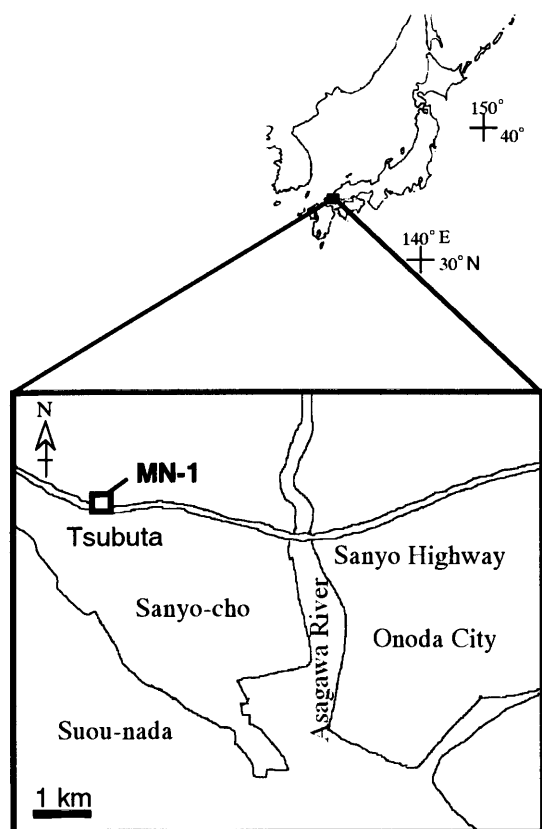 150°
40°
140° E
30° N
N
MN-1
Tsubuta
Sanyo Highway
Sanyo-cho
Asagawa River
Onoda City
Suou-nada
1 km